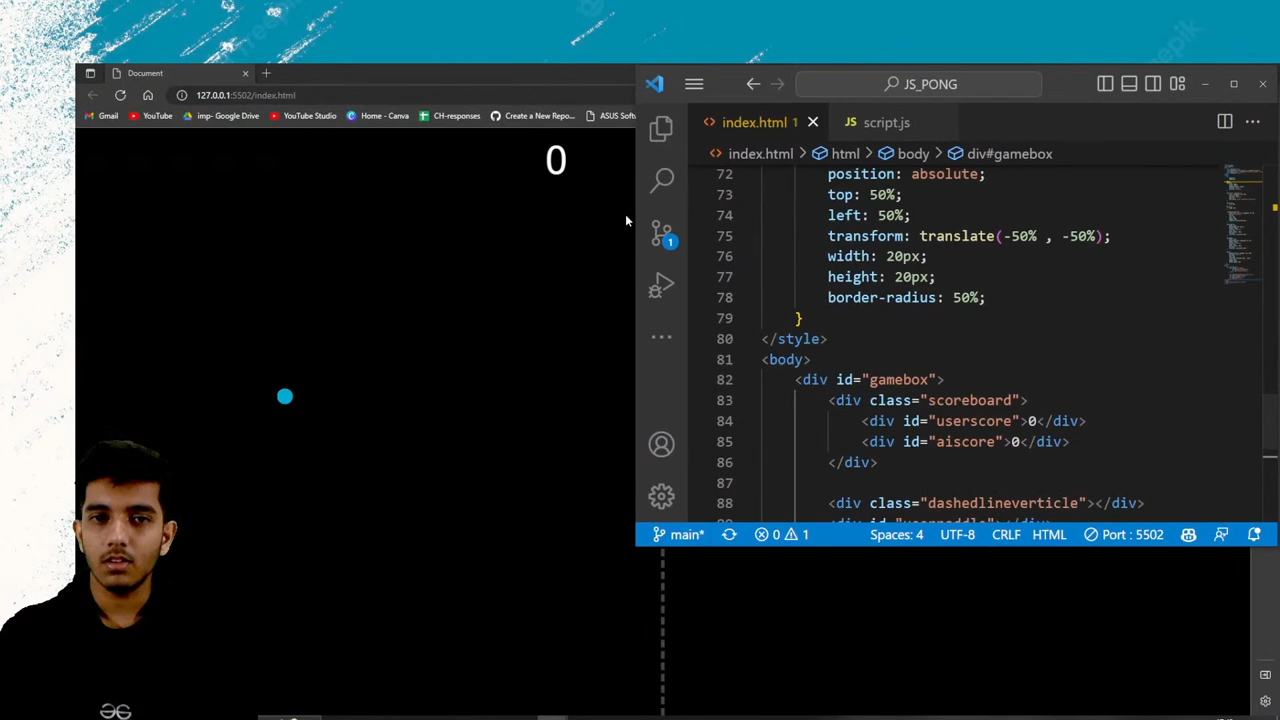 Document
127.0.0.1:5502/index.html
Gmail
YouTube
imp- Google Drive
YouTube Studio
Home - Canva
CH-responses
Create a New Repo...
ASUS Softw
0
JS_PONG
index.html 1
JS script.js
index.html > html > body > div#gamebox
72 position: absolute;
73 top: 50%;
74 left: 50%;
75 transform: translate(-50% , -50%);
76 width: 20px;
77 height: 20px;
78 border-radius: 50%;
79 }
80 </style>
81 <body>
82 <div id="gamebox">
83 <div class="scoreboard">
84 <div id="userscore">0</div>
85 <div id="aiscore">0</div>
86 </div>
87
88 <div class="dashedlineverticle"></div>
1
main* 0 1 Spaces: 4 UTF-8 CRLF HTML Port : 5502